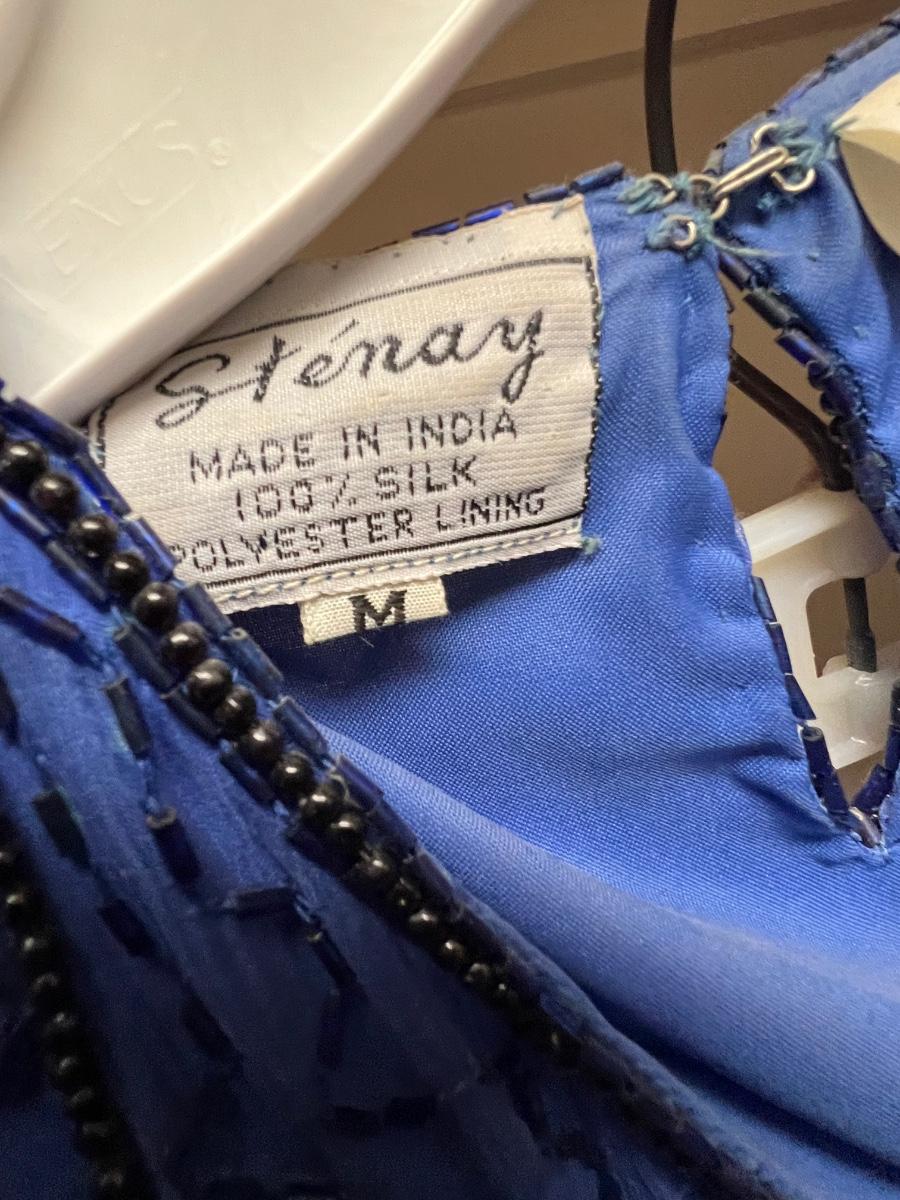 Sténay
MADE IN INDIA
100% SILK
POLYESTER LINING
M